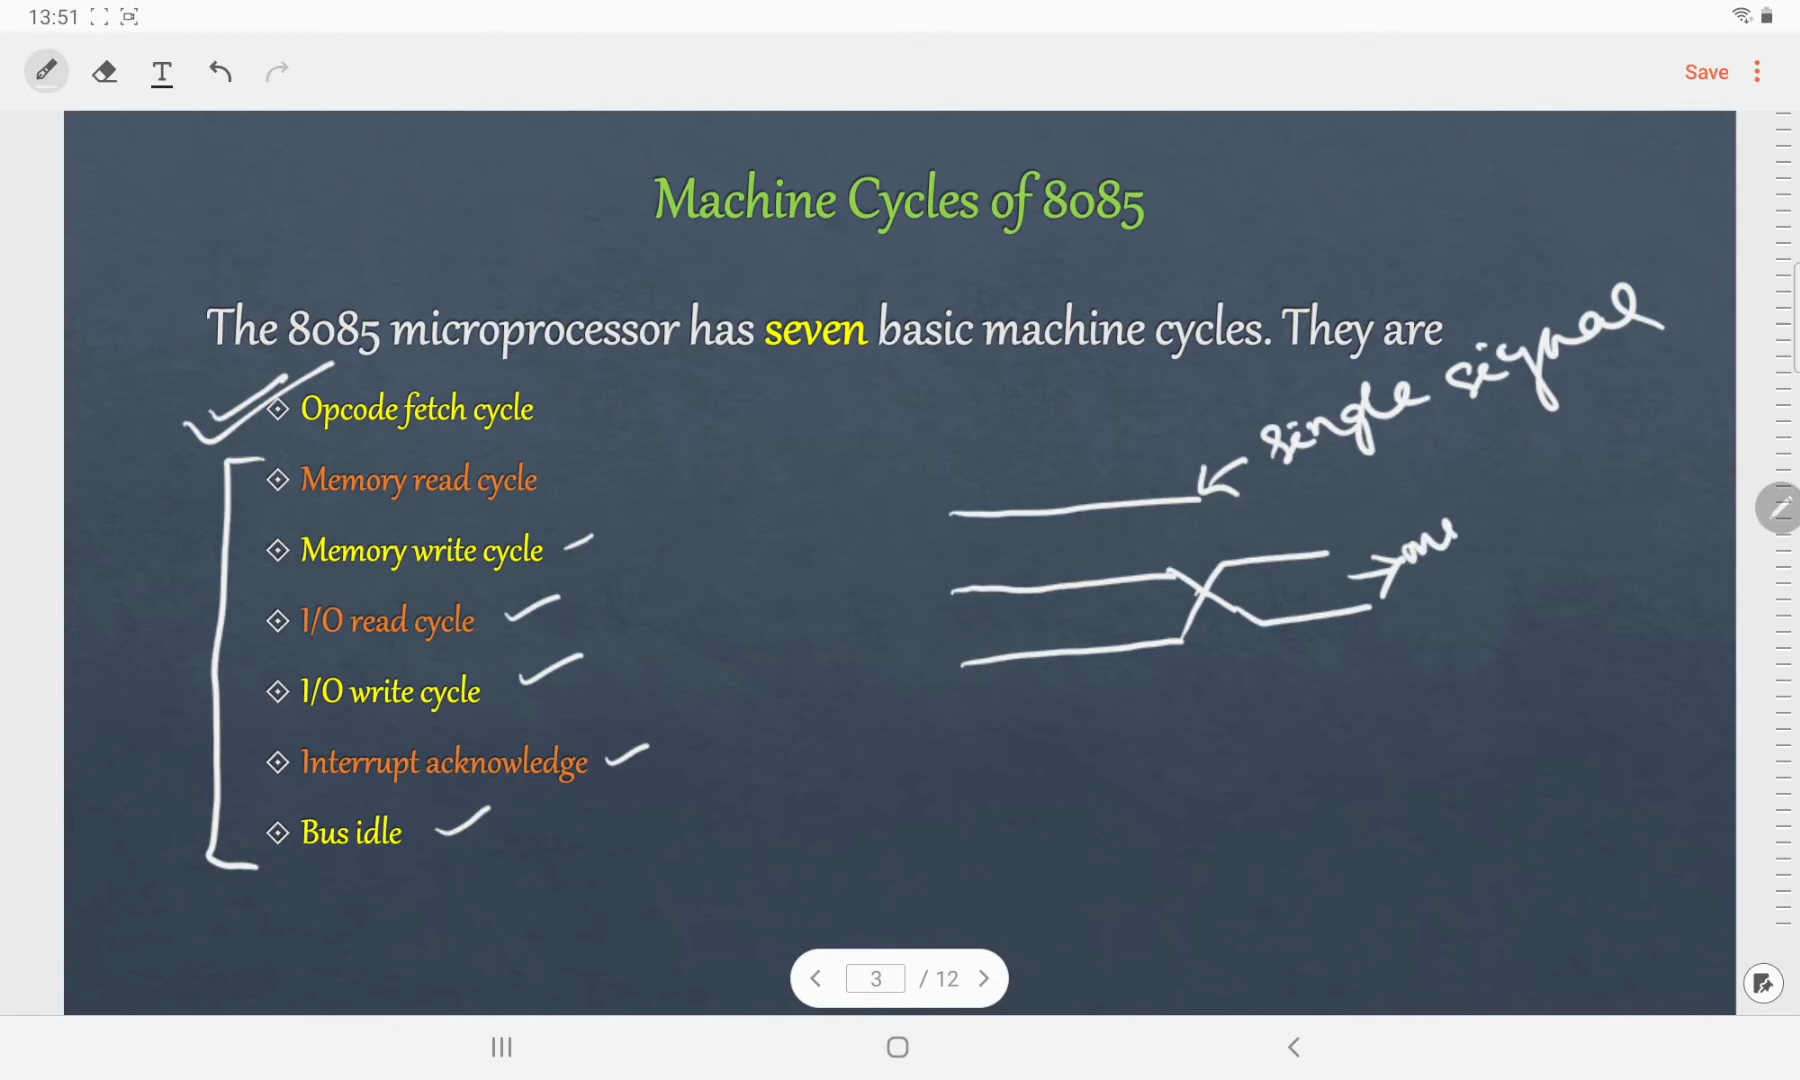 13:51
Save
Machine Cycles of 8085
The 8085 microprocessor has seven basic machine cycles. They are
Opcode fetch cycle
Memory read cycle
Memory write cycle
I/O read cycle
I/O write cycle
Interrupt acknowledge
Bus idle
single signal
3 / 12